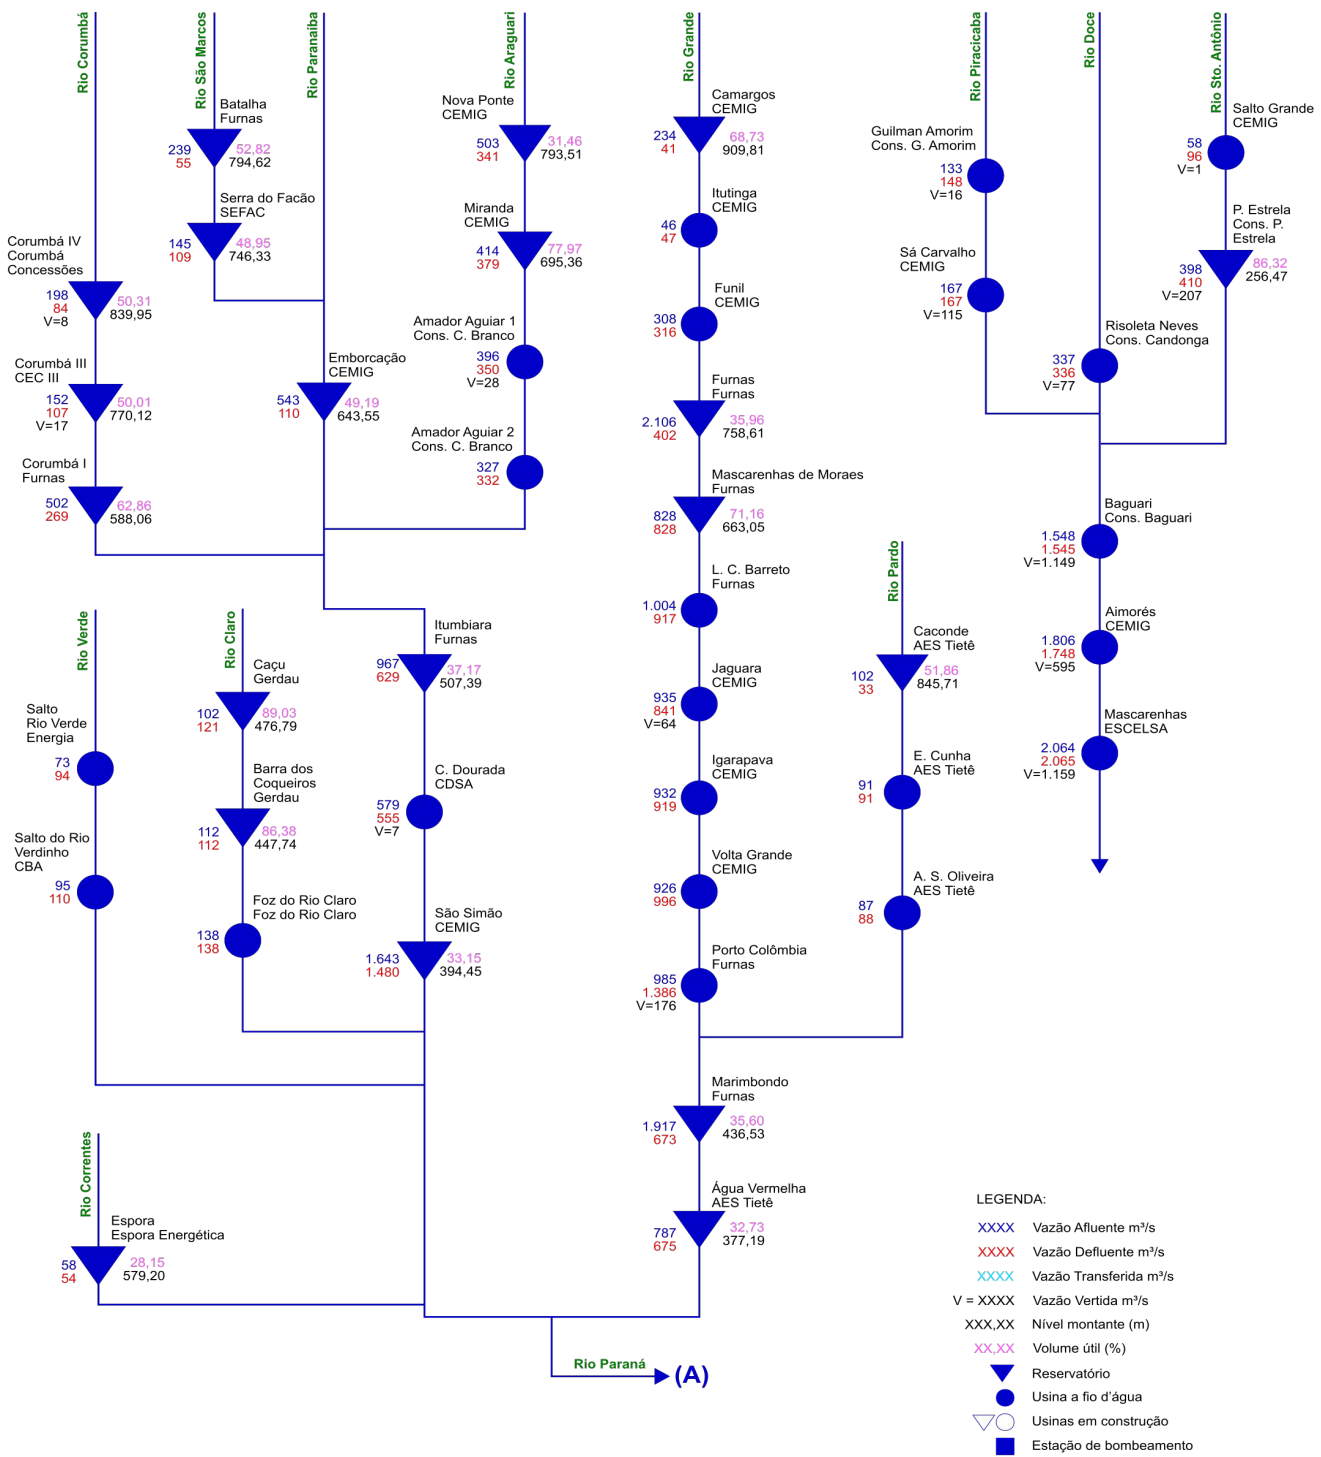 Rio Corumbá
Rio São Marcos
Rio Paranaiba
Rio Araguari
Rio Grande
Rio Piracicaba
Rio Doce
Rio Sto. Antônio
Corumbá IV
Corumbá
Concessões
198
84
V=8
50,31
839,95
Corumbá III
CEC III
152
107
V=17
50,01
770,12
Corumbá I
Furnas
502
269
62,86
588,06
Batalha
Furnas
239
55
52,82
794,62
Serra do Facão
SEFAC
145
109
48,95
746,33
Emborcação
CEMIG
543
110
49,19
643,55
Nova Ponte
CEMIG
503
341
31,46
793,51
Miranda
CEMIG
414
379
77,97
695,36
Amador Aguiar 1
Cons. C. Branco
396
350
V=28
Amador Aguiar 2
Cons. C. Branco
327
332
Camargos
CEMIG
234
41
68,73
909,81
Itutinga
CEMIG
46
47
Funil
CEMIG
308
316
Furnas
Furnas
2.106
402
35,96
758,61
Mascarenhas de Moraes
Furnas
828
828
71,16
663,05
L. C. Barreto
Furnas
1.004
917
Jaguara
CEMIG
935
841
V=64
Igarapava
CEMIG
932
919
Volta Grande
CEMIG
926
996
Porto Colômbia
Furnas
985
1.386
V=176
Rio Pardo
Caconde
AES Tietê
102
33
51,86
845,71
E. Cunha
AES Tietê
91
91
A. S. Oliveira
AES Tietê
87
88
Marimbondo
Furnas
1.917
673
35,60
436,53
Água Vermelha
AES Tietê
787
675
32,73
377,19
Guilman Amorim
Cons. G. Amorim
133
148
V=16
Sá Carvalho
CEMIG
167
167
V=115
Salto Grande
CEMIG
58
96
V=1
P. Estrela
Cons. P.
Estrela
398
410
V=207
86,32
256,47
Risoleta Neves
Cons. Candonga
337
336
V=77
Baguari
Cons. Baguari
1.548
1.545
V=1.149
Aimorés
CEMIG
1.806
1.748
V=595
Mascarenhas
ESCELSA
2.064
2.065
V=1.159
Rio Verde
Salto
Rio Verde
Energia
73
94
Salto do Rio
Verdinho
CBA
95
110
Rio Claro
Caçu
Gerdau
102
121
89,03
476,79
Barra dos
Coqueiros
Gerdau
112
112
86,38
447,74
Foz do Rio Claro
Foz do Rio Claro
138
138
Itumbiara
Furnas
967
629
37,17
507,39
C. Dourada
CDSA
579
555
V=7
São Simão
CEMIG
1.643
1.480
33,15
394,45
Rio Correntes
Espora
Espora Energética
58
54
28,15
579,20
Rio Paraná
(A)
LEGENDA:
XXXX Vazão Afluente m³/s
XXXX Vazão Defluente m³/s
XXXX Vazão Transferida m³/s
V = XXXX Vazão Vertida m³/s
XXX,XX Nível montante (m)
XX,XX Volume útil (%)
Reservatório
Usina a fio d'água
Usinas em construção
Estação de bombeamento